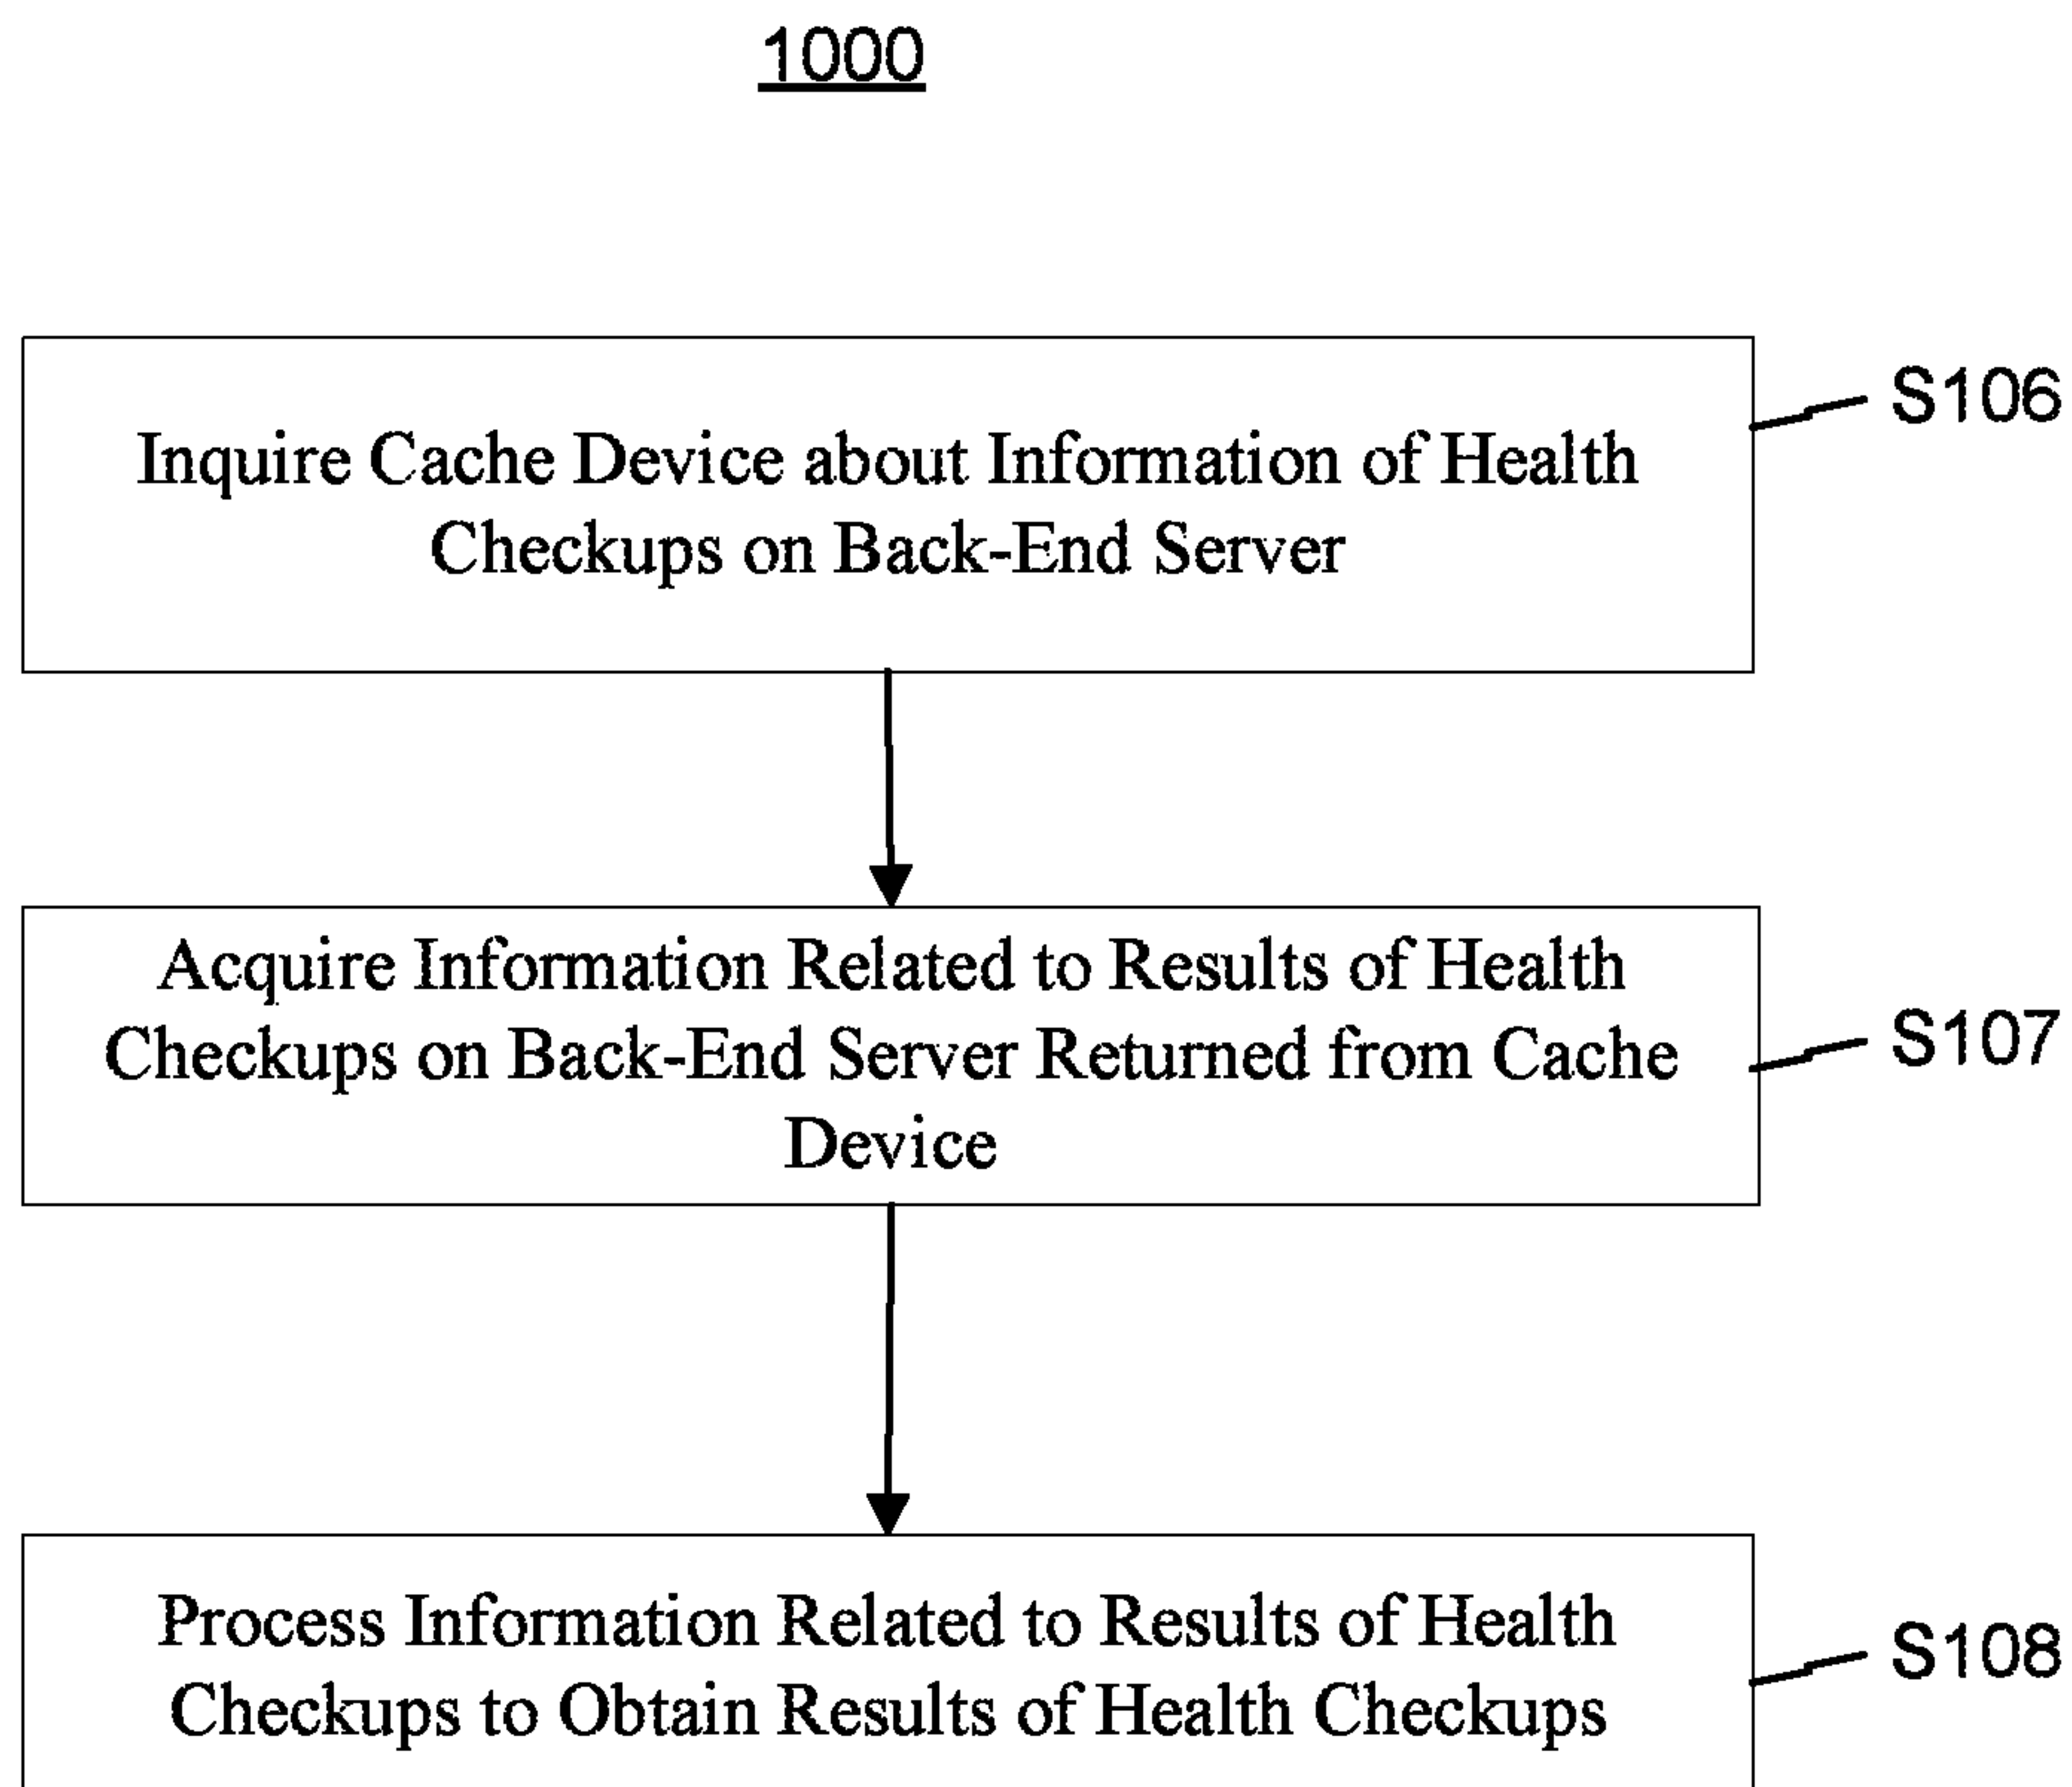 1000
Inquire Cache Device about Information of Health
Checkups on Back-End Server
S106
Acquire Information Related to Results of Health
Checkups on Back-End Server Returned from Cache
Device
S107
Process Information Related to Results of Health
Checkups to Obtain Results of Health Checkups
S108